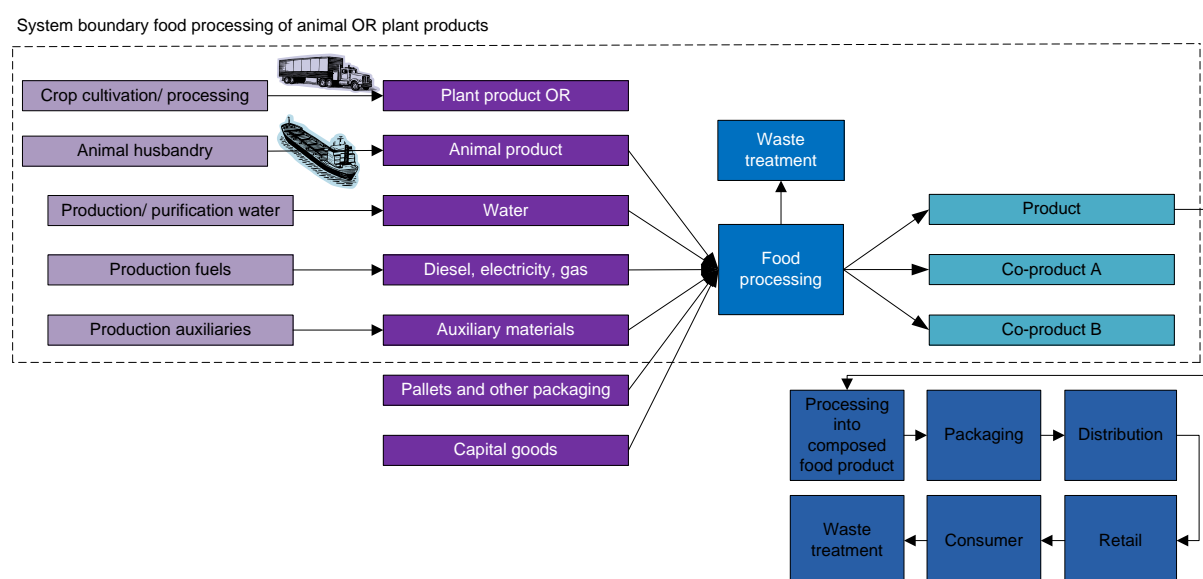 System boundary food processing of animal OR plant products
Crop cultivation/ processing
Plant product OR
Animal husbandry
Animal product
Waste
treatment
Production/ purification water
Water
Product
Production fuels
Diesel, electricity, gas
Food
processing
Co-product A
Production auxiliaries
Auxiliary materials
Co-product B
Pallets and other packaging
Capital goods
Processing
into
composed
food product
Packaging
Distribution
Waste
treatment
Consumer
Retail